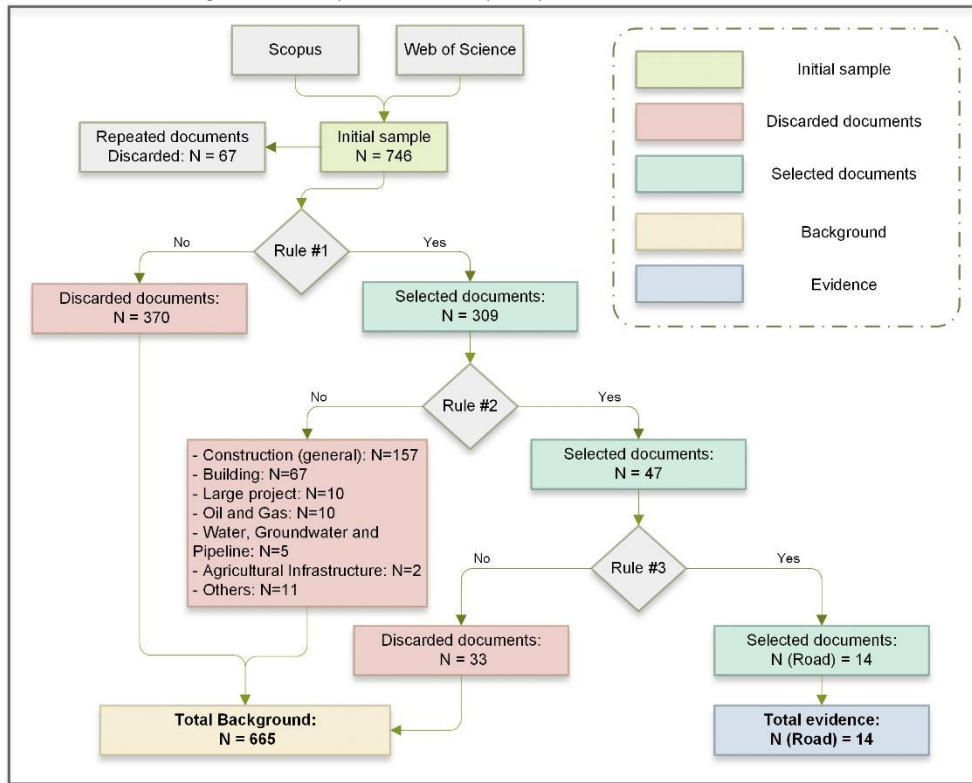 Scopus
Web of Science
Repeated documents
Discarded: N = 67
Initial sample
N = 746
Rule #1
No
Yes
Discarded documents:
N = 370
Selected documents:
N = 309
Rule #2
No
Yes
- Construction (general): N=157
- Building: N=67
- Large project: N=10
- Oil and Gas: N=10
- Water, Groundwater and
Pipeline: N=5
- Agricultural Infrastructure: N=2
- Others: N=11
Selected documents:
N = 47
Rule #3
No
Yes
Discarded documents:
N = 33
Selected documents:
N (Road) = 14
Total Background:
N = 665
Total evidence:
N (Road) = 14
Initial sample
Discarded documents
Selected documents
Background
Evidence